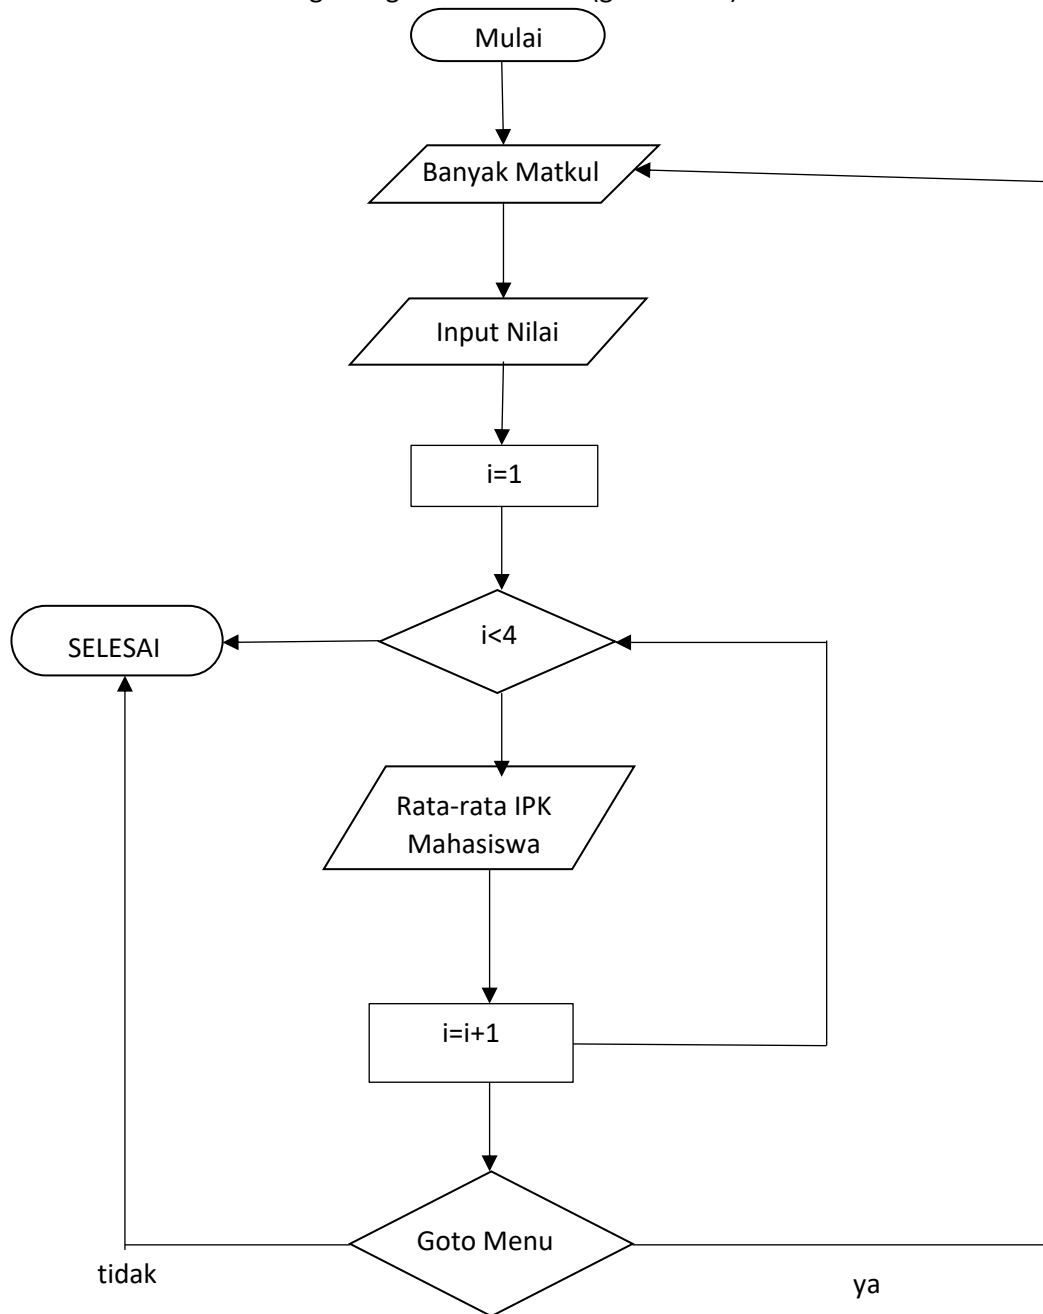 Mulai
Banyak Matkul
Input Nilai
i=1
i<4
SELESAI
Rata-rata IPK
Mahasiswa
i=i+1
Goto Menu
tidak
ya